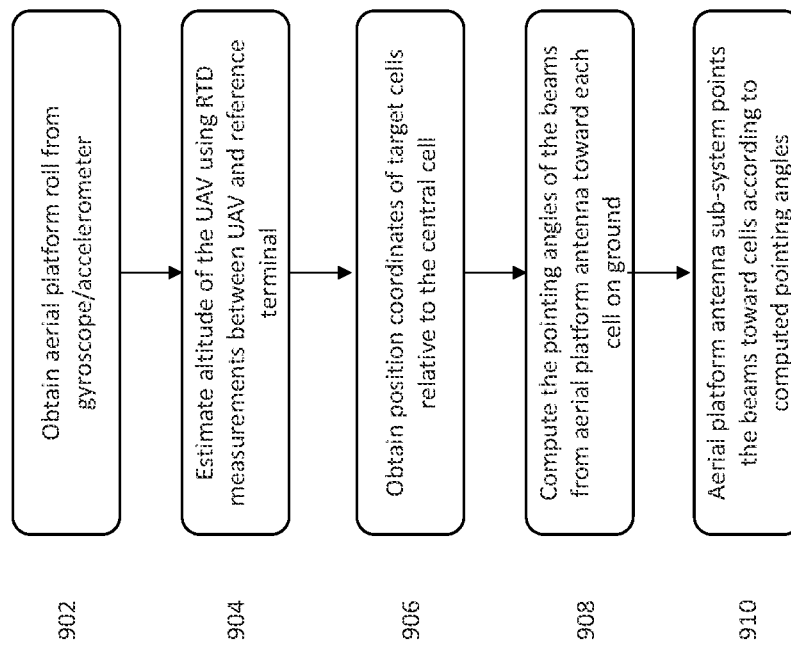 902
Obtain aerial platform roll from
gyroscope/accelerometer
904
Estimate altitude of the UAV using RTD
measurements between UAV and reference
terminal
906
Obtain position coordinates of target cells
relative to the central cell
908
Compute the pointing angles of the beams
from aerial platform antenna toward each
cell on ground
910
Aerial platform antenna sub-system points
the beams toward cells according to
computed pointing angles